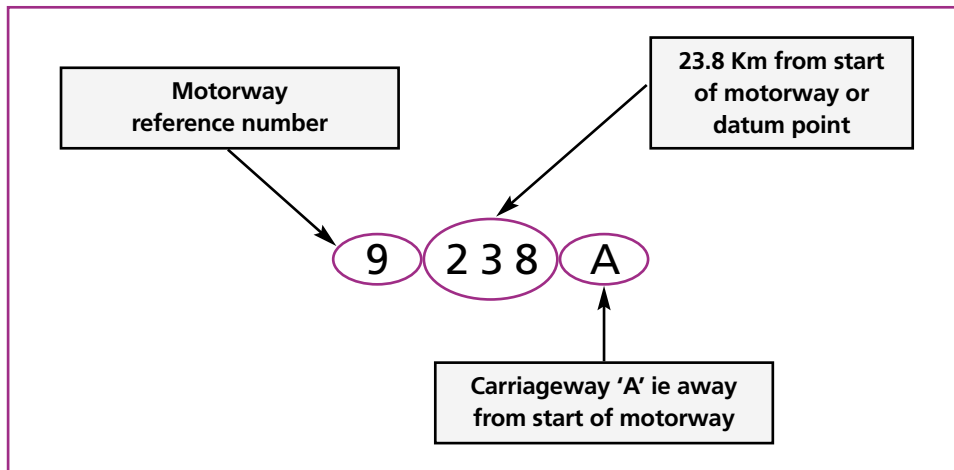 Motorway
reference number
23.8 Km from start
of motorway or
datum point
9 2 3 8 A
Carriageway ‘A’ ie away
from start of motorway